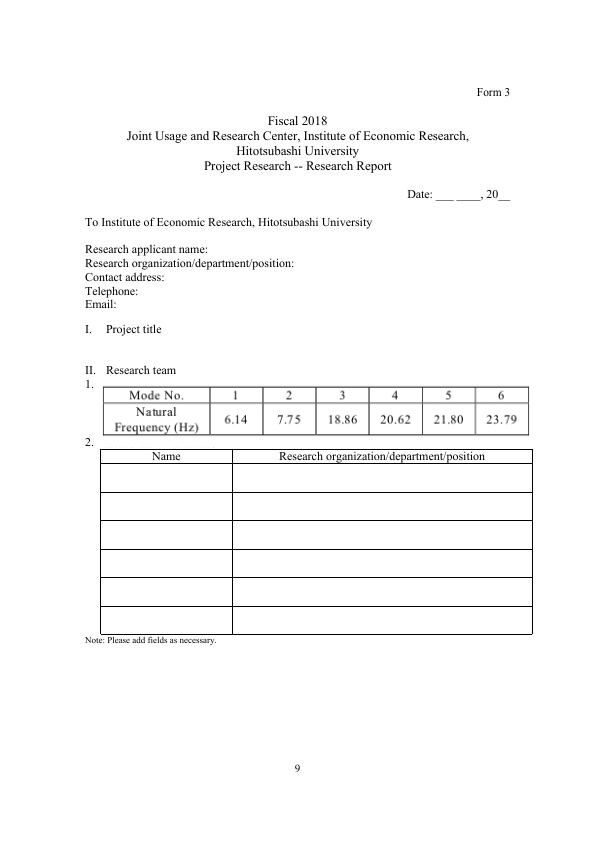 Form 3
Fiscal 2018
Joint Usage and Research Center, Institute of Economic Research,
Hitotsubashi University
Project Research -- Research Report
Date: ___ ____, 20__
To Institute of Economic Research, Hitotsubashi University
Research applicant name:
Research organization/department/position:
Contact address:
Telephone:
Email:
I. Project title
II. Research team
1.
Mode No. 1 2 3 4 5 6
Natural
Frequency (Hz) 6.14 7.75 18.86 20.62 21.80 23.79
2.
Name Research organization/department/position
Note: Please add fields as necessary.
9